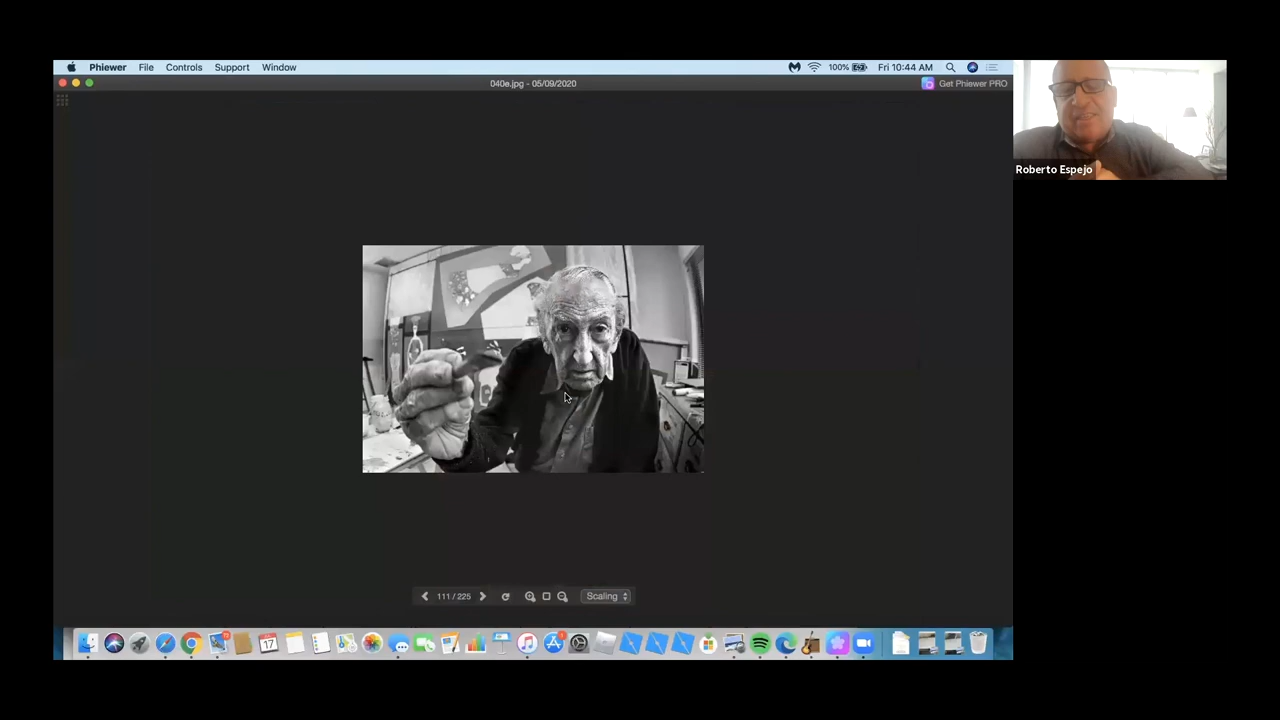 Phiewer File Controls Support Window 100% Fri 10:44 AM
040e.jpg - 05/09/2020 Get Phiewer PRO
Roberto Espejo
111 / 225 Scaling
17